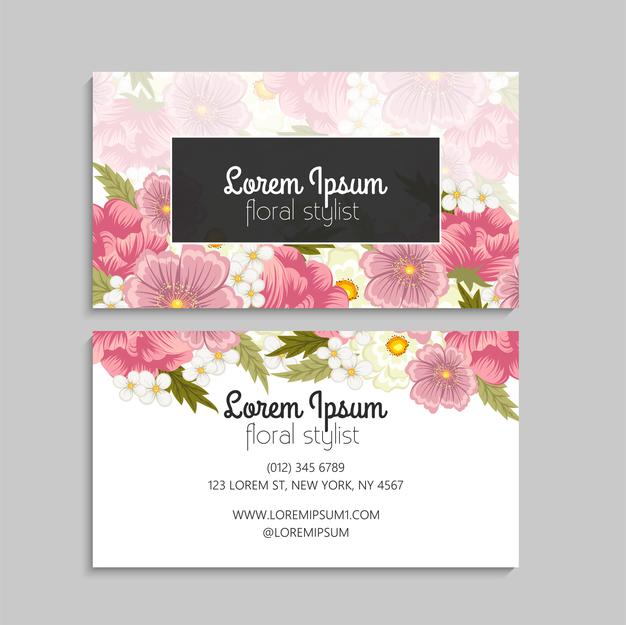 Lorem Ipsum
floral stylist
Lorem Ipsum
floral stylist
(012) 345 6789
123 LOREM ST, NEW YORK, NY 4567
WWW.LOREMIPSUM1.COM
@LOREMIPSUM